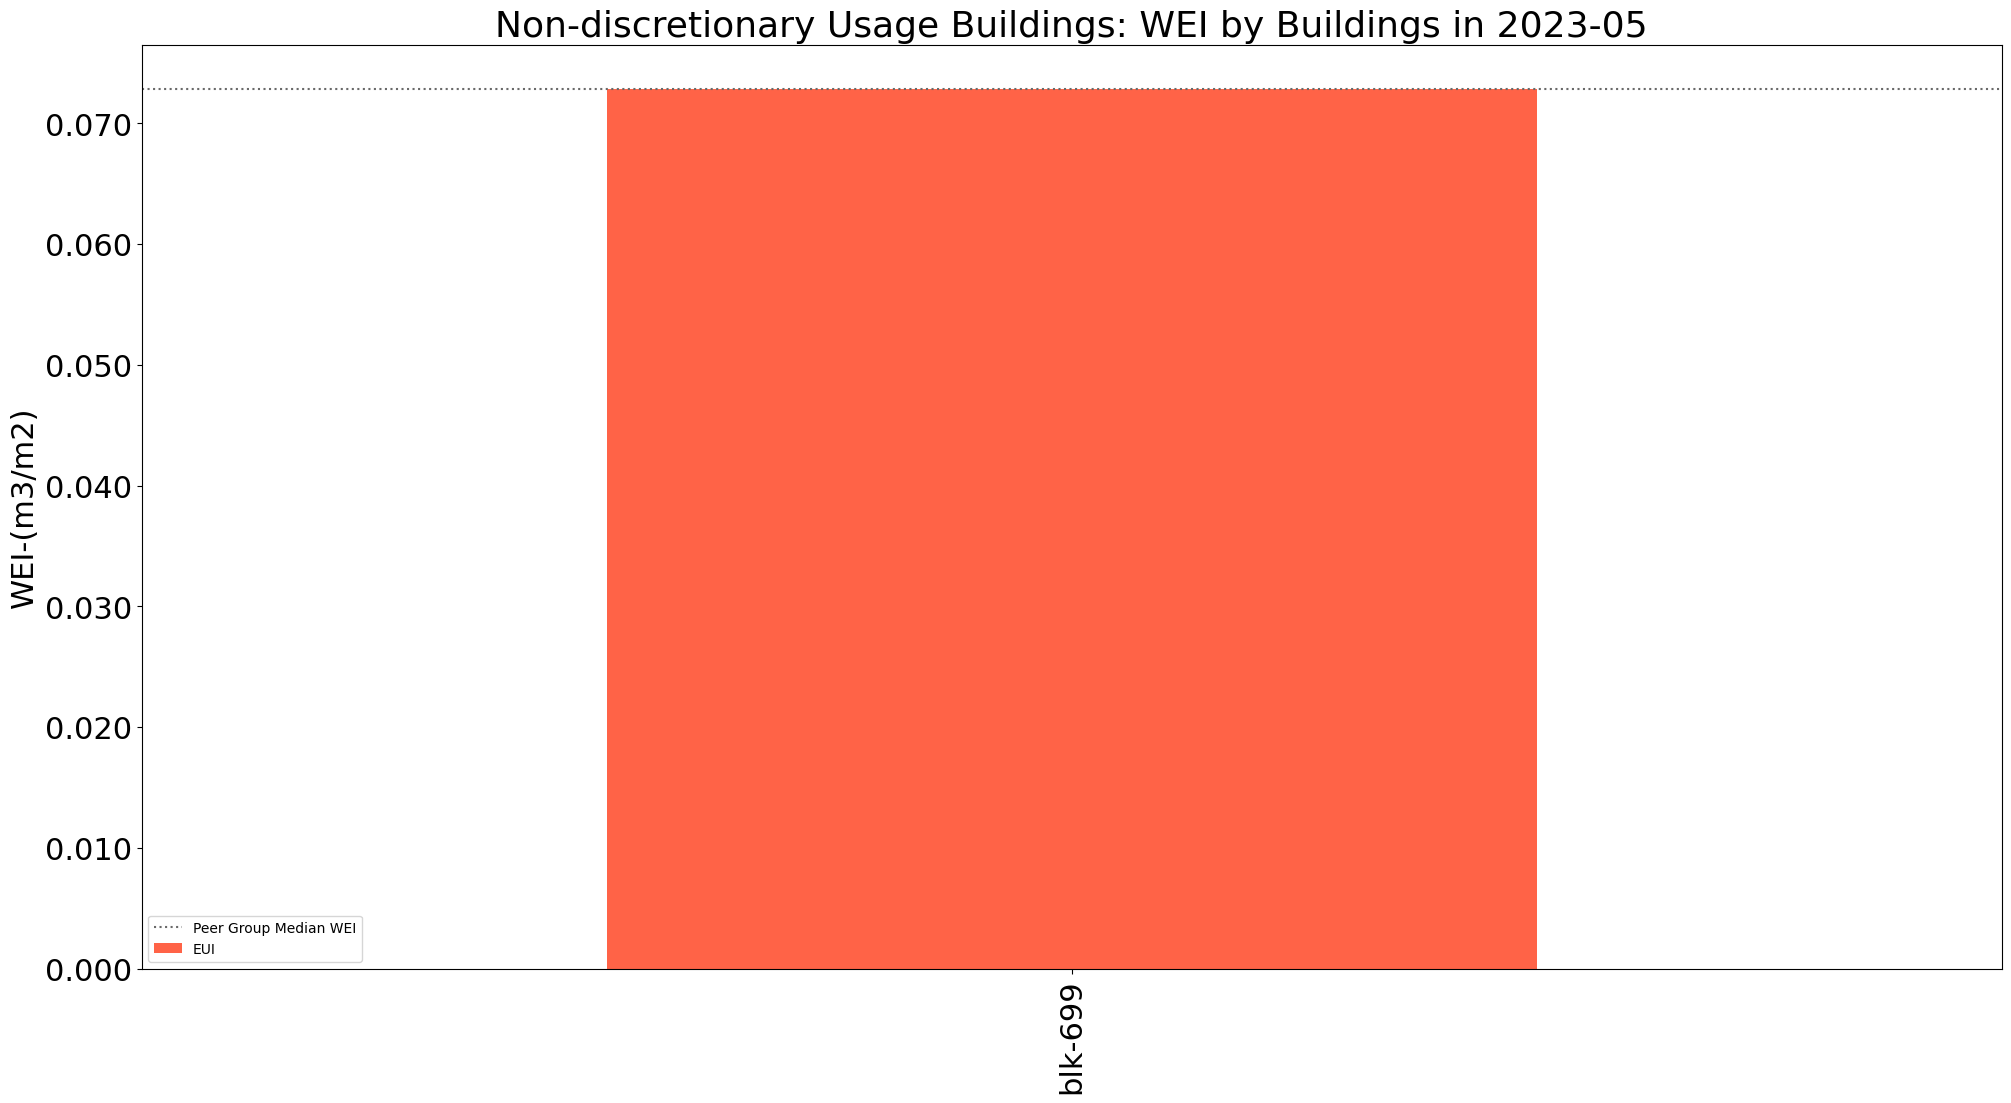 Non-discretionary Usage Buildings: WEI by Buildings in 2023-05
WEI-(m3/m2)
0.070
0.060
0.050
0.040
0.030
0.020
0.010
0.000
Peer Group Median WEI
EUI
blk-699